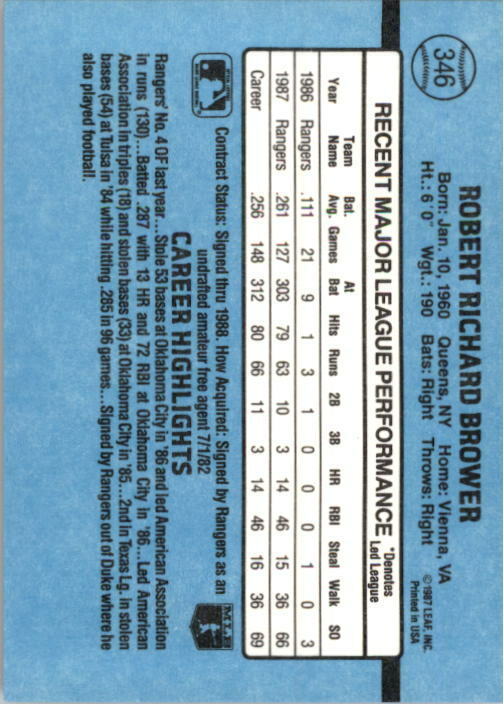 346
ROBERT RICHARD BROWER
Born: Jan. 10, 1960 Queens, NY Home: Vienna, VA
Ht.: 6' 0" Wgt.: 190 Bats: Right Throws: Right
©1987 LEAF, INC.
Printed in USA
RECENT MAJOR LEAGUE PERFORMANCE *Denotes Led League
Year Team Name Bat. Avg. Games At Bat Hits Runs 2B 3B HR RBI Steal Walk SO
1986 Rangers .111 21 9 1 3 1 0 0 0 1 0 3
1987 Rangers .261 127 303 79 63 10 3 14 46 15 36 66
Career .256 148 312 80 66 11 3 14 46 16 36 69
Contract Status: Signed thru 1988. How Acquired: Signed by Rangers as an
undrafted amateur free agent 7/1/82
MLB
CAREER HIGHLIGHTS
Rangers' No. 4 OF last year...Stole 53 bases at Oklahoma City in '86 and led American Association
in runs (130)...Batted .287 with 13 HR and 72 RBI at Oklahoma City in '86...Led American
Association in triples (18) and stolen bases (33) at Oklahoma City in '85...2nd in Texas Lg. in stolen
bases (54) at Tulsa in '84 while hitting .285 in 96 games...Signed by Rangers out of Duke where he
also played football.